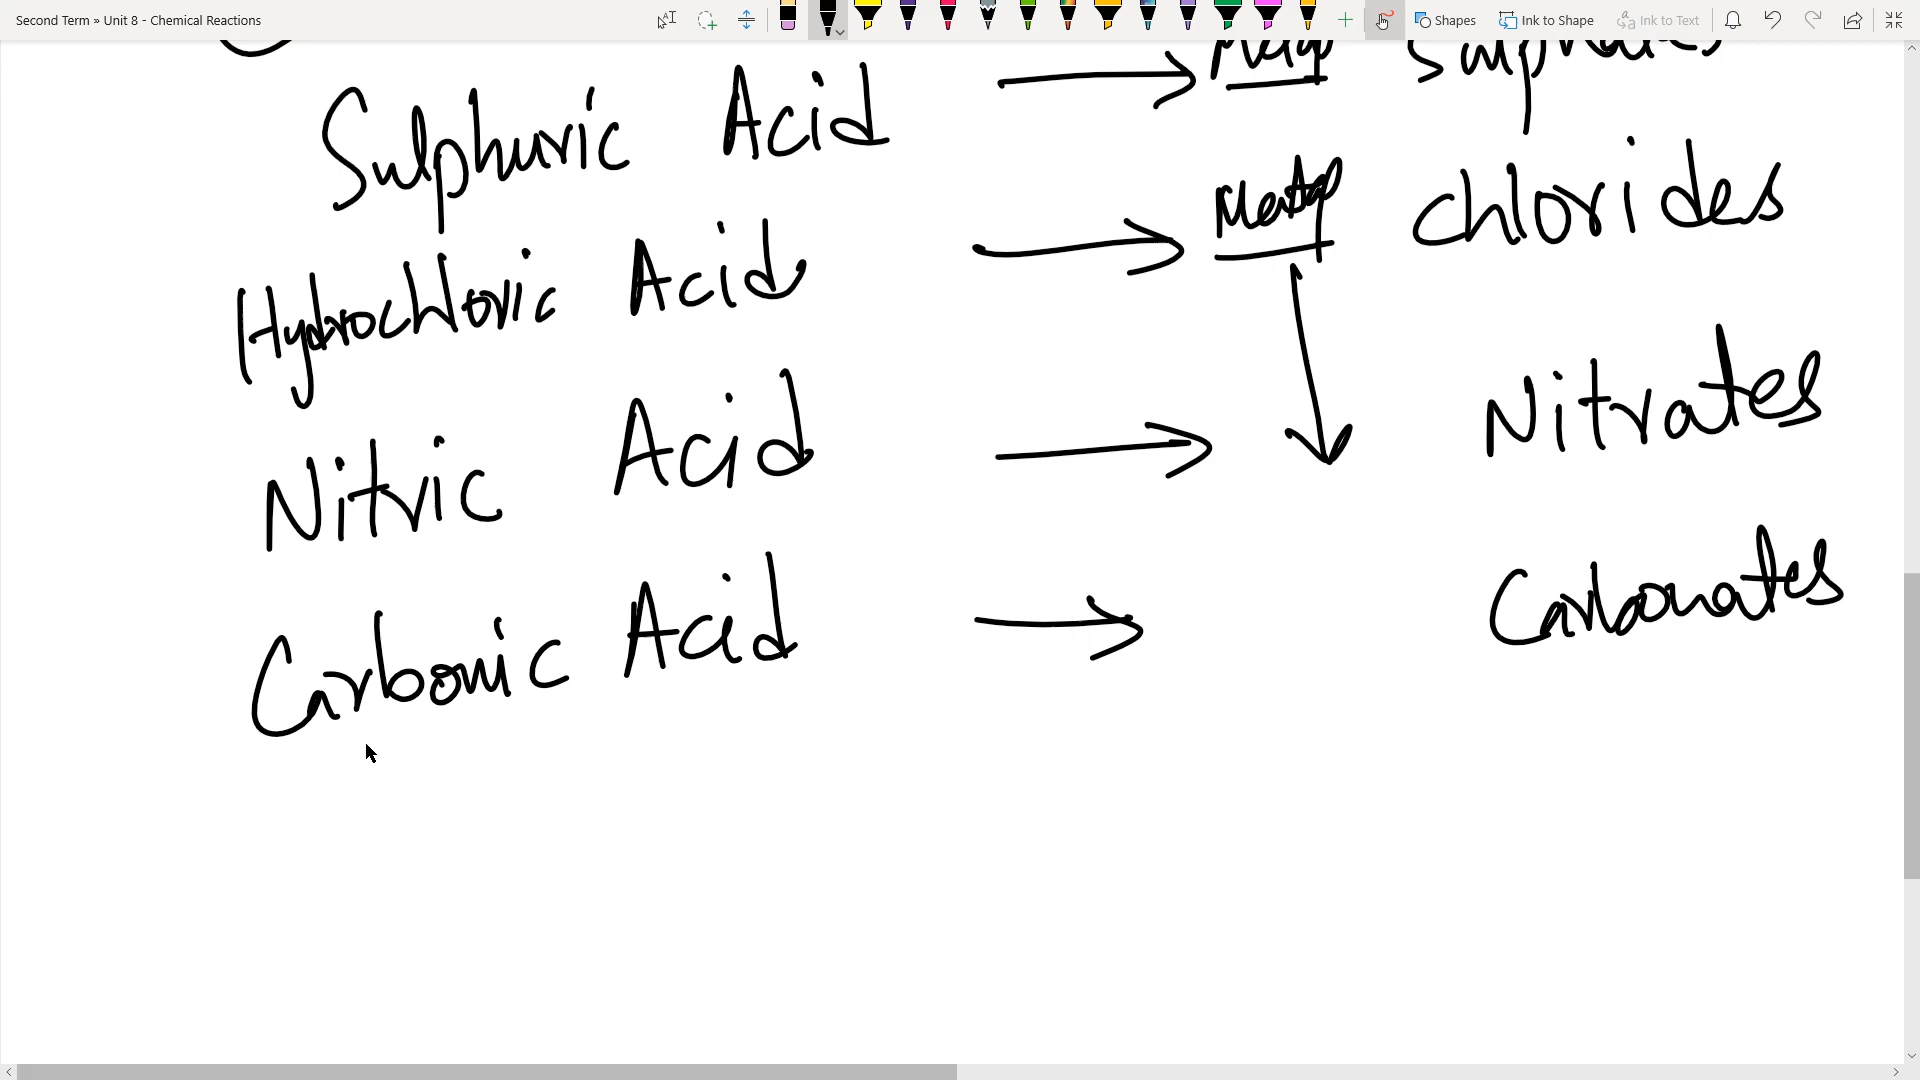 Second Term » Unit 8 - Chemical Reactions
Shapes
Ink to Shape
Ink to Text
Sulphuric Acid → Metal Sulphates
Hydrochloric Acid → Metal chlorides
Nitric Acid → Nitrates
Carbonic Acid → Carbonates